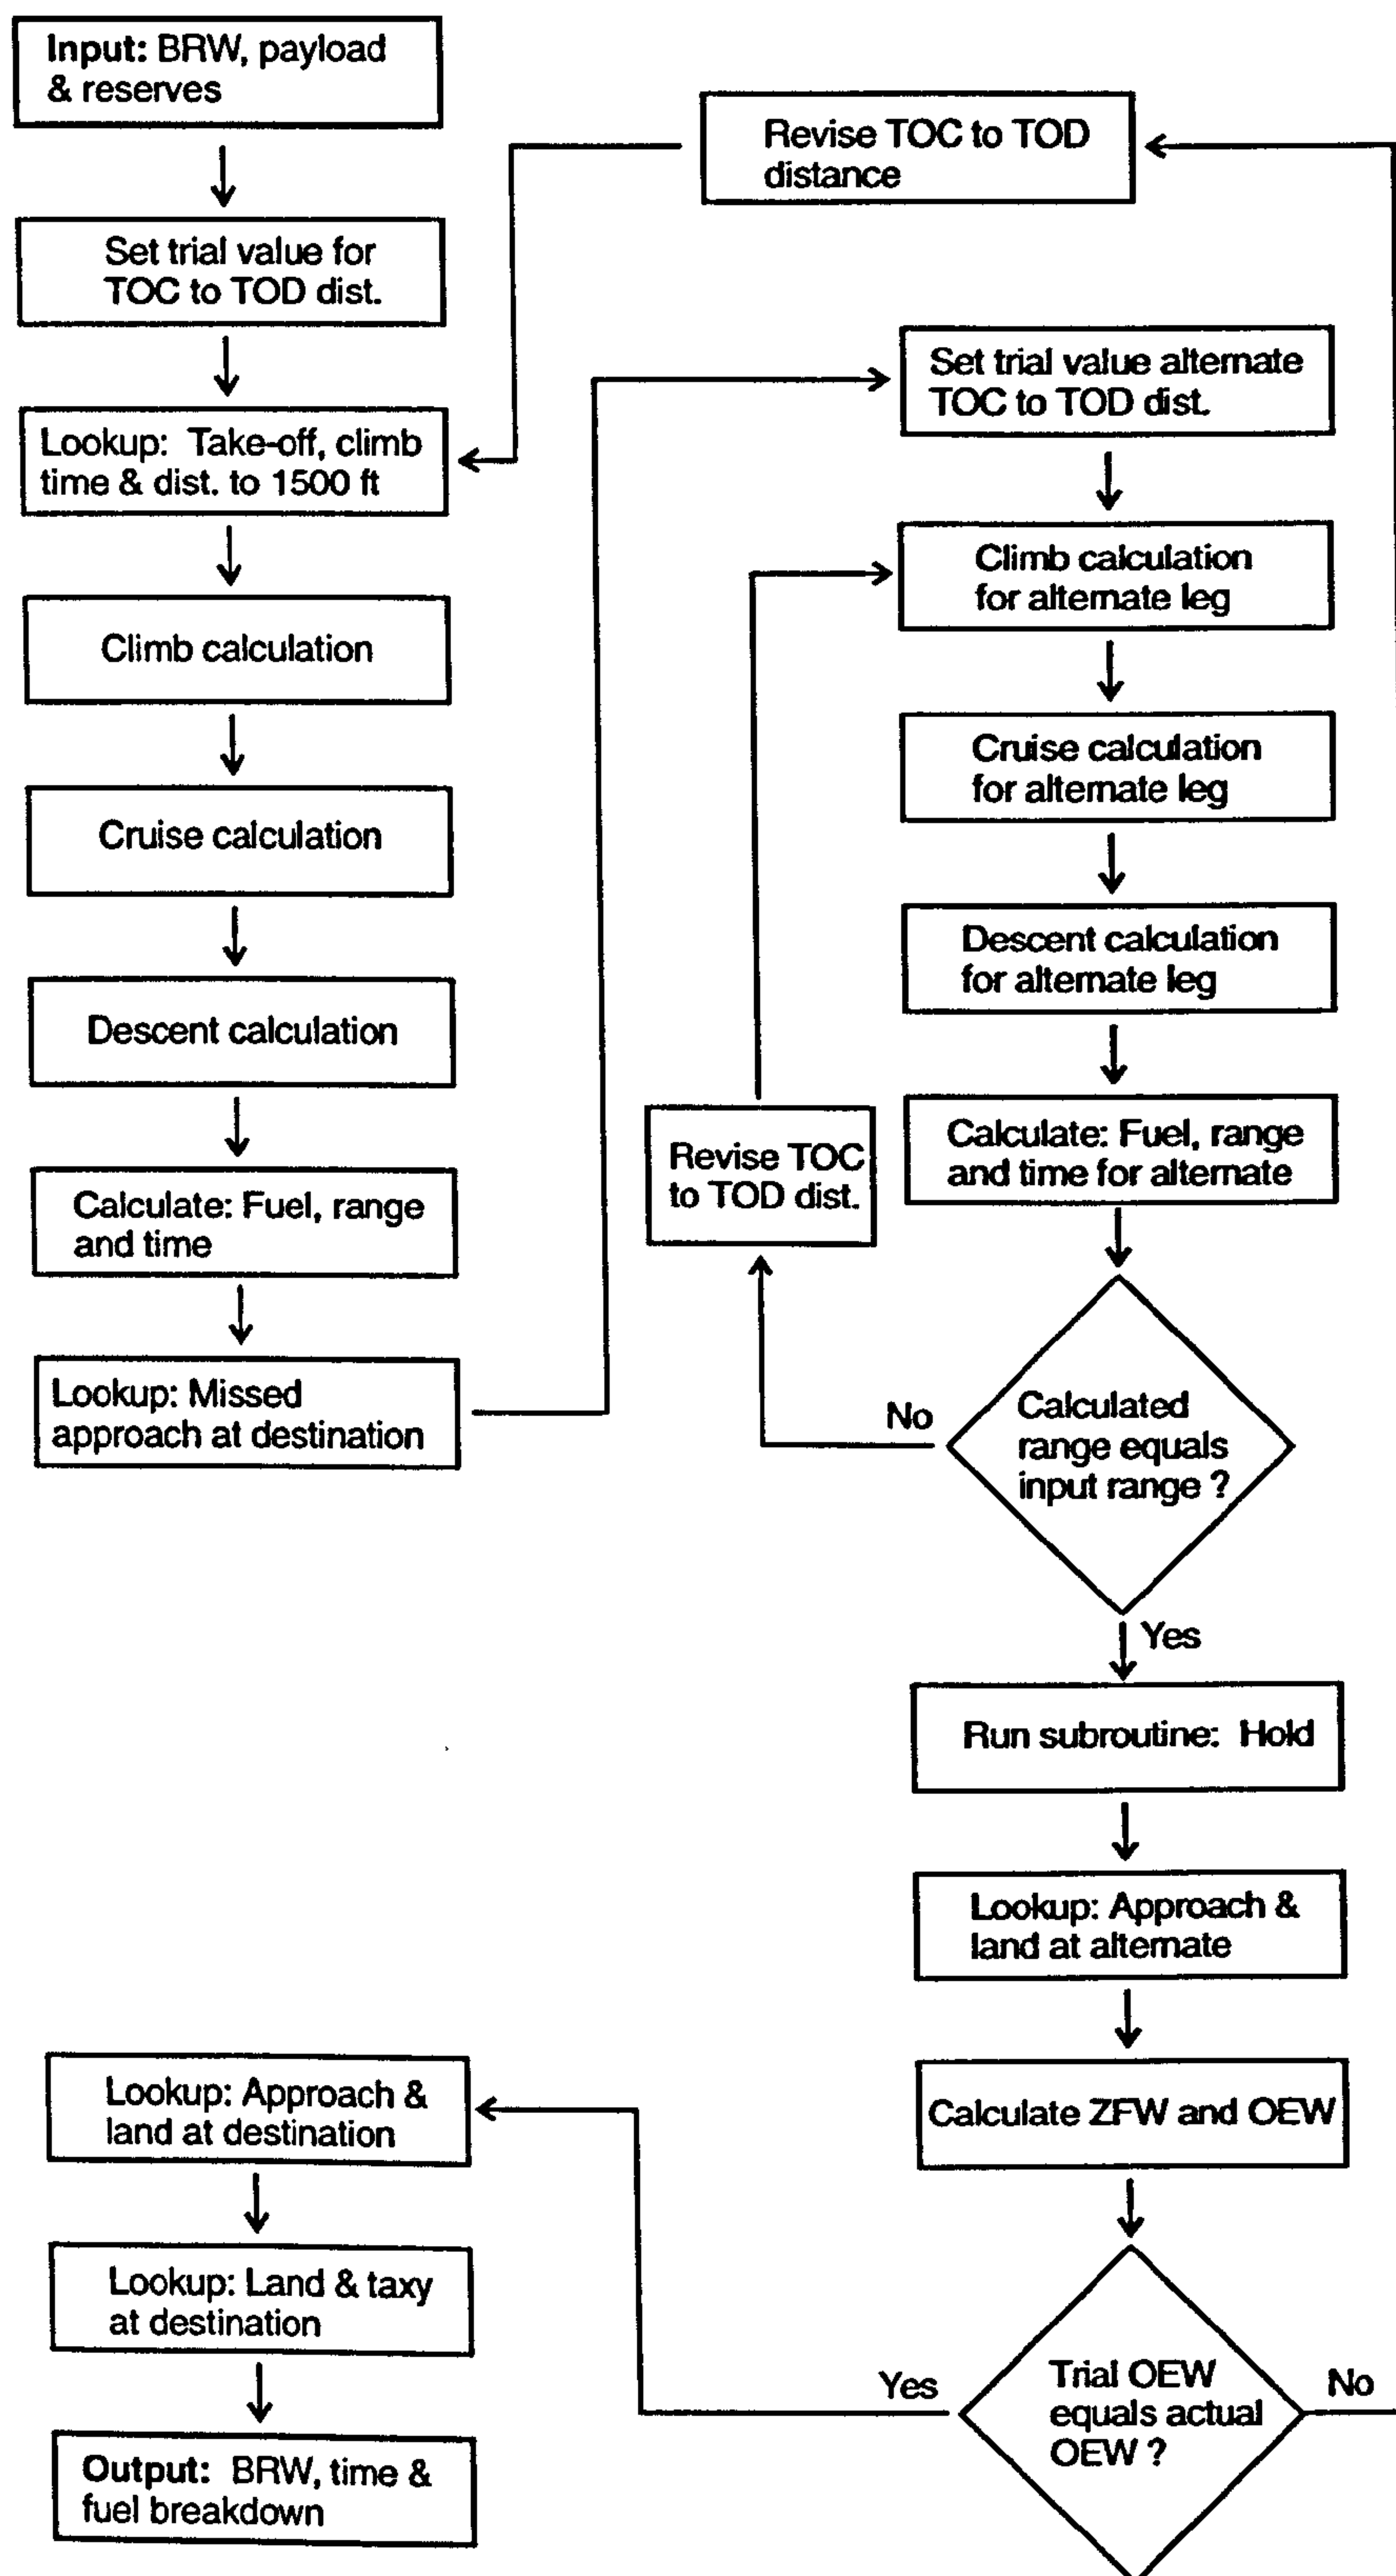 Input: BRW, payload
& reserves
Set trial value for
TOC to TOD dist.
Lookup: Take-off, climb
time & dist. to 1500 ft
Climb calculation
Cruise calculation
Descent calculation
Calculate: Fuel, range
and time
Lookup: Missed
approach at destination
Revise TOC to TOD
distance
Set trial value alternate
TOC to TOD dist.
Climb calculation
for alternate leg
Cruise calculation
for alternate leg
Descent calculation
for alternate leg
Calculate: Fuel, range
and time for alternate
Revise TOC
to TOD dist.
No
Calculated
range equals
input range ?
Yes
Run subroutine: Hold
Lookup: Approach &
land at alternate
Calculate ZFW and OEW
Trial OEW
equals actual
OEW ?
No
Yes
Lookup: Approach &
land at destination
Lookup: Land & taxy
at destination
Output: BRW, time &
fuel breakdown